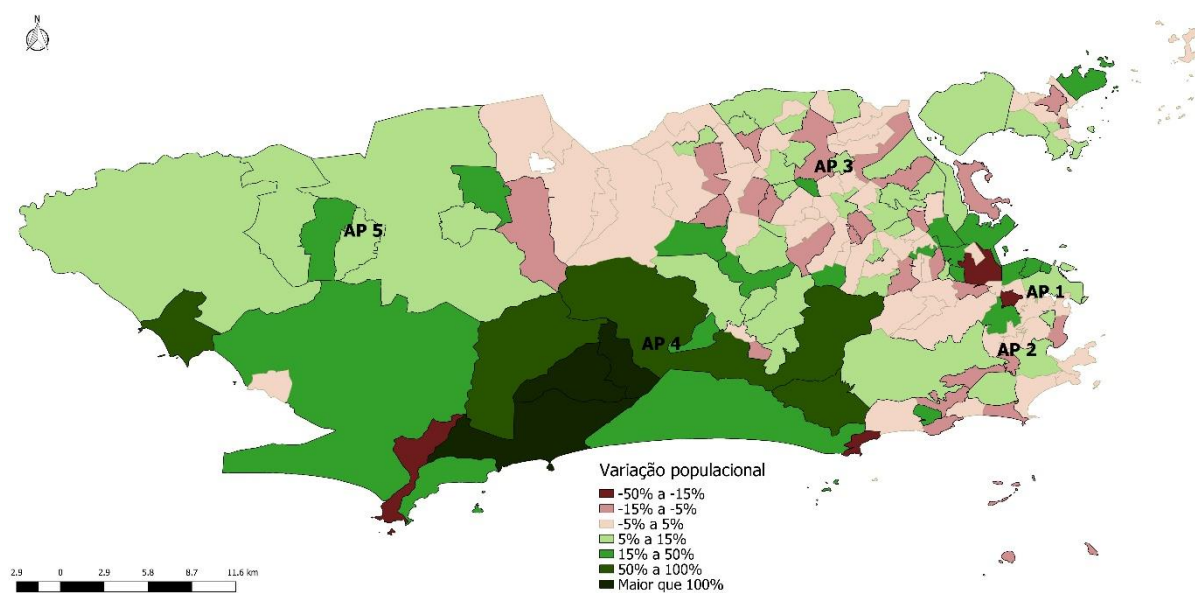 N
AP 3
AP 5
AP 1
AP 4
AP 2
Variação populacional
-50% a -15%
-15% a -5%
-5% a 5%
5% a 15%
15% a 50%
50% a 100%
Maior que 100%
2.9 0 2.9 5.8 8.7 11.6 km